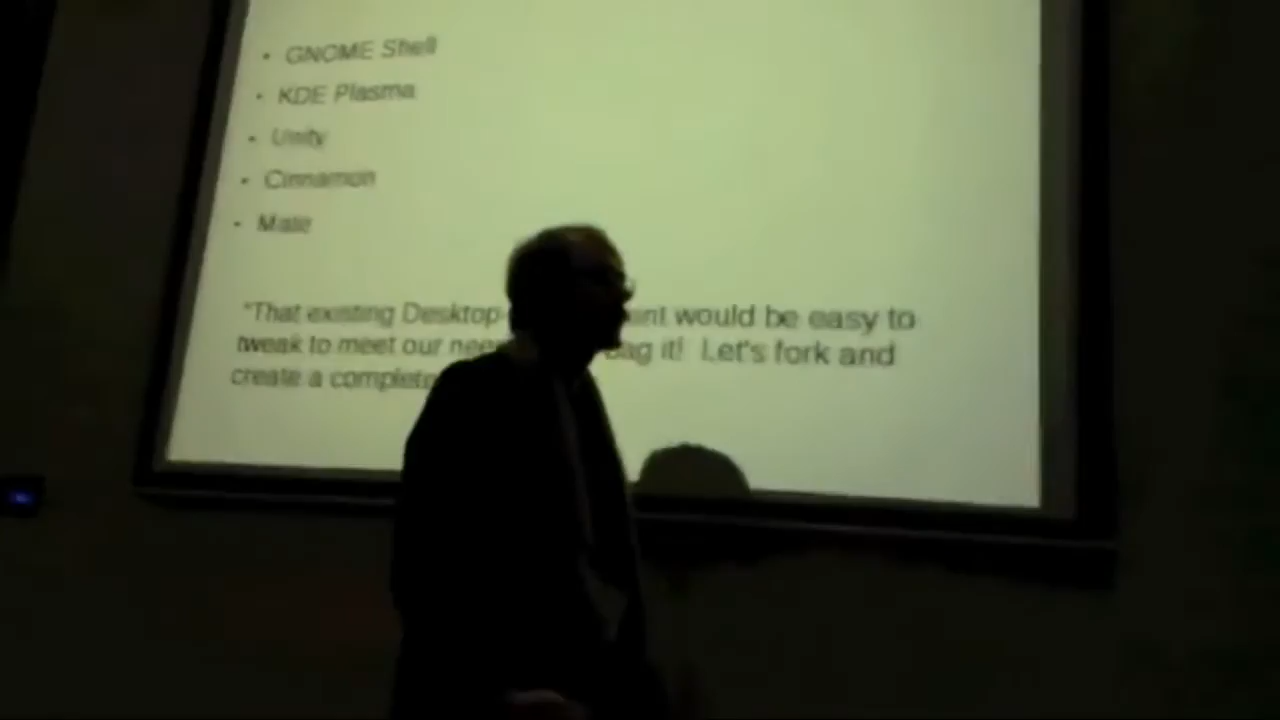 • GNOME Shell
• KDE Plasma
• Unity
• Cinnamon
• Mate
"That existing Desktop would be easy to
tweak to meet our it! Let's fork and
create a